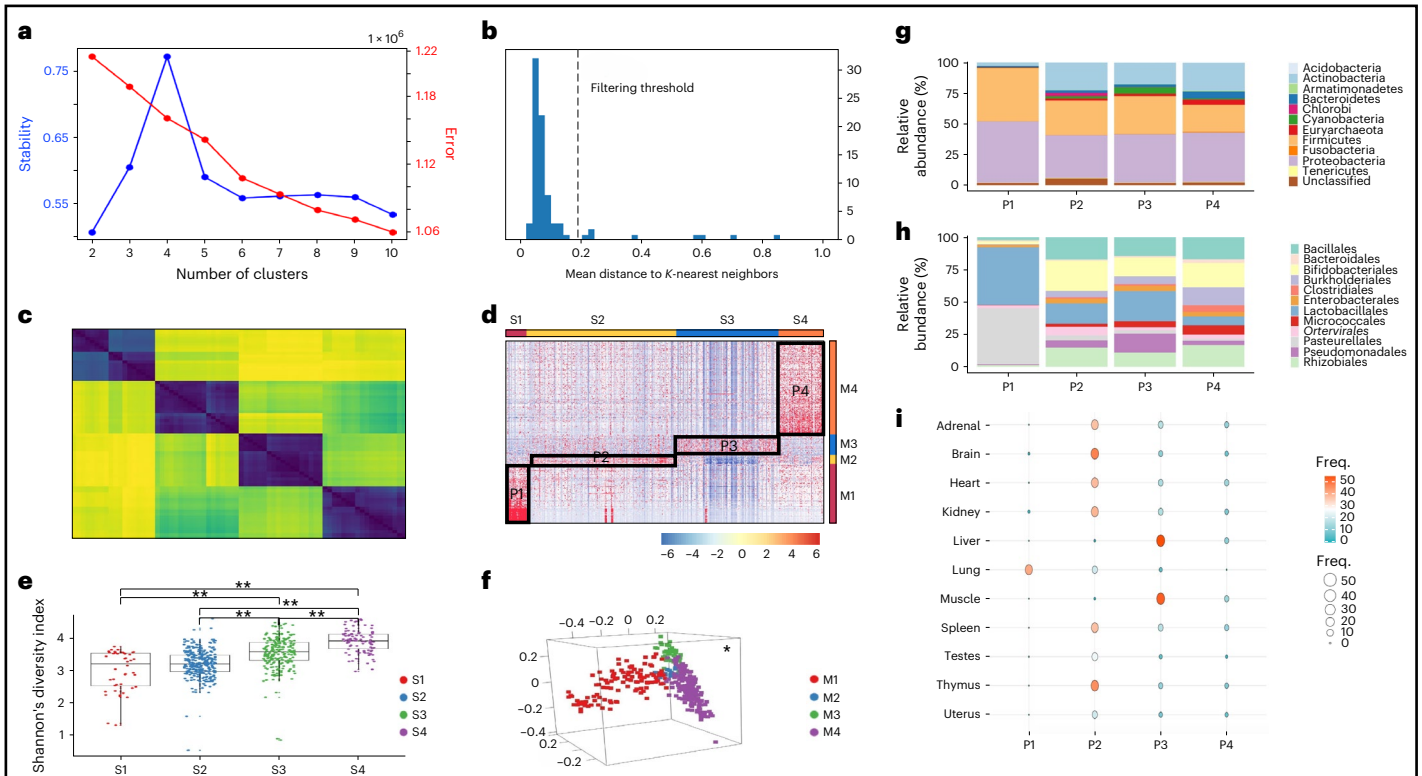 a
1 × 10⁶
0.75
0.65
0.55
Stability
1.22
1.18
1.12
1.06
Error
2 3 4 5 6 7 8 9 10
Number of clusters
b
Filtering threshold
30
25
20
15
10
5
0
0 0.2 0.4 0.6 0.8 1.0
Mean distance to K-nearest neighbors
c
d
S1 S2 S3 S4
P4
P3
P2
P1
M4
M3
M2
M1
−6 −4 −2 0 2 4 6
e
**
**
**
** **
Shannon's diversity index
4
3
2
1
S1 S2 S3 S4
S1
S2
S3
S4
f
−0.4 −0.2 0 0.2
*
0.2
0
−0.2
−0.4
0.2
−0.2
M1
M2
M3
M4
g
Relative
abundance (%)
100
75
50
25
0
P1 P2 P3 P4
Acidobacteria
Actinobacteria
Armatimonadetes
Bacteroidetes
Chlorobi
Cyanobacteria
Euryarchaeota
Firmicutes
Fusobacteria
Proteobacteria
Tenericutes
Unclassified
h
Relative
bundance (%)
100
75
50
25
0
P1 P2 P3 P4
Bacillales
Bacteroidales
Bifidobacteriales
Burkholderiales
Clostridiales
Enterobacterales
Lactobacillales
Micrococcales
Ortervirales
Pasteurellales
Pseudomonadales
Rhizobiales
i
Adrenal
Brain
Heart
Kidney
Liver
Lung
Muscle
Spleen
Testes
Thymus
Uterus
P1 P2 P3 P4
Freq.
50
40
30
20
10
0
Freq.
50
40
30
20
10
0